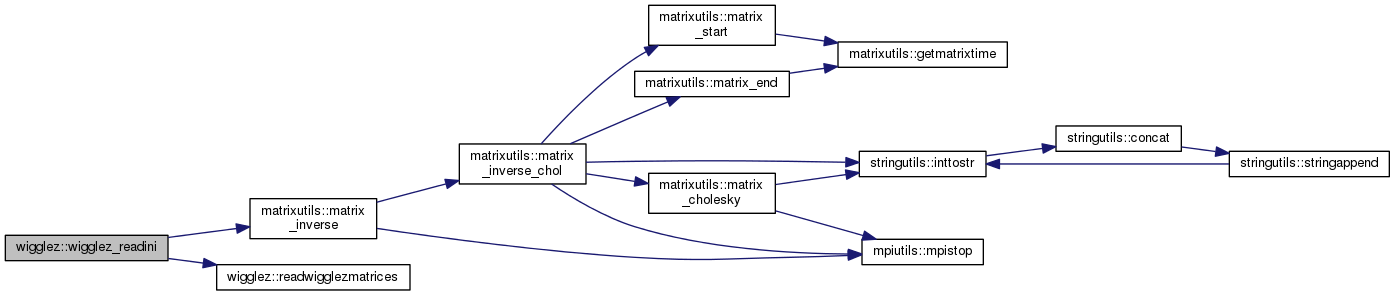 wigglez::wigglez_readini
matrixutils::matrix
_inverse
wigglez::readwigglezmatrices
matrixutils::matrix
_inverse_chol
matrixutils::matrix
_start
matrixutils::matrix_end
matrixutils::matrix
_cholesky
matrixutils::getmatrixtime
stringutils::inttostr
mpiutils::mpistop
stringutils::concat
stringutils::stringappend